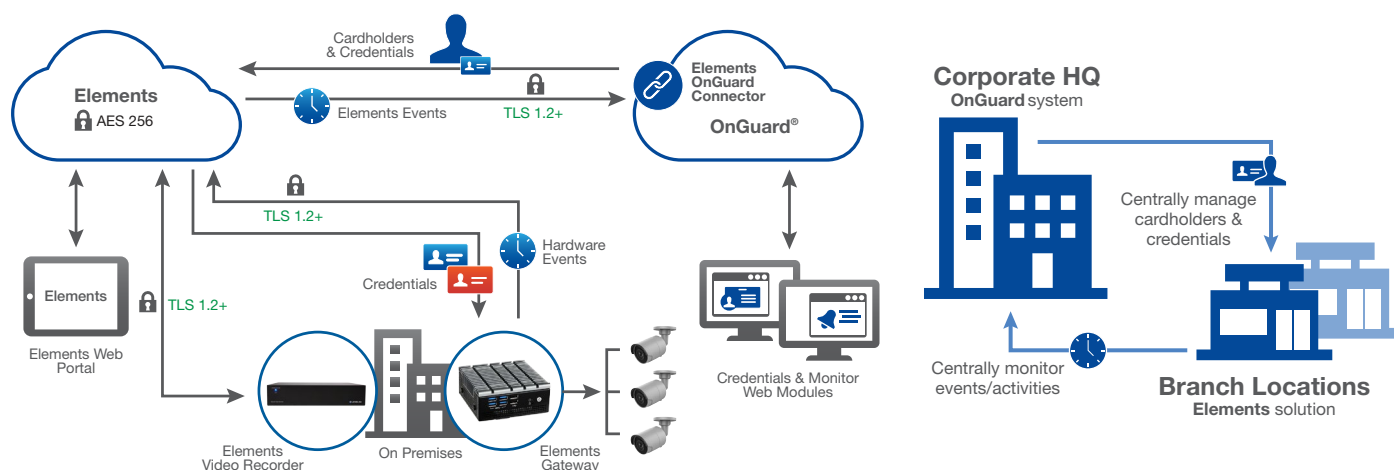 Cardholders
& Credentials
Elements
AES 256
Elements Events
TLS 1.2+
Elements
OnGuard
Connector
OnGuard®
TLS 1.2+
Hardware
Events
Credentials
Elements
TLS 1.2+
Elements Web
Portal
Elements
Video Recorder
On Premises
Elements
Gateway
Credentials & Monitor
Web Modules
Corporate HQ
OnGuard system
Centrally manage
cardholders &
credentials
Centrally monitor
events/activities
Branch Locations
Elements solution